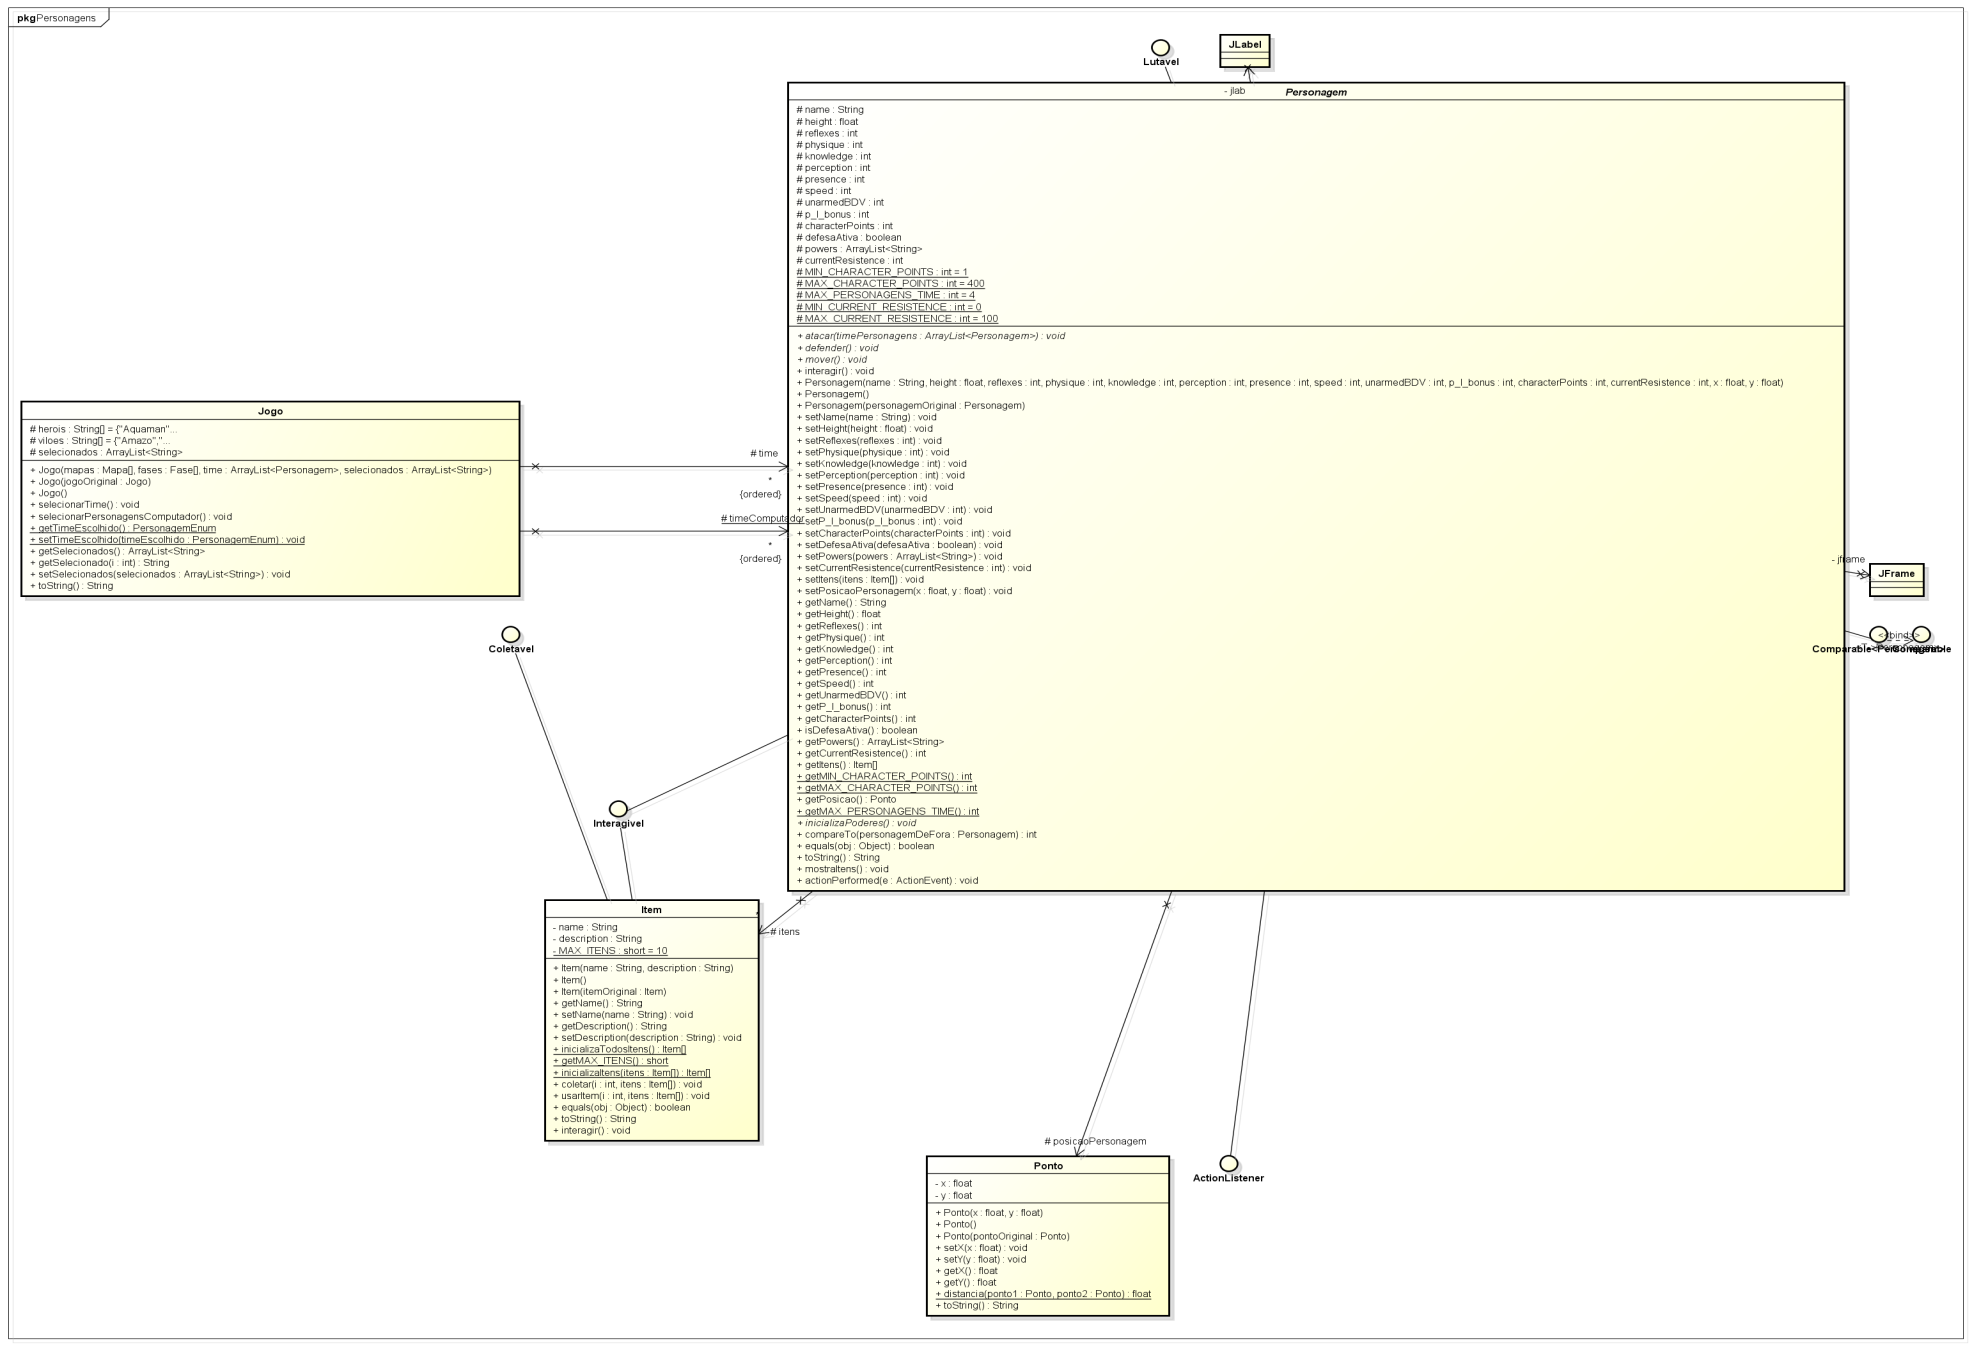 pkg Personagens
Lutavel
JLabel
- jlab
Personagem
# name : String
# height : float
# reflexes : int
# physique : int
# knowledge : int
# perception : int
# presence : int
# speed : int
# unarmedBDV : int
# p_l_bonus : int
# characterPoints : int
# defesaAtiva : boolean
# powers : ArrayList<String>
# currentResistence : int
# MIN_CHARACTER_POINTS : int = 1
# MAX_CHARACTER_POINTS : int = 400
# MAX_PERSONAGENS_TIME : int = 4
# MIN_CURRENT_RESISTENCE : int = 0
# MAX_CURRENT_RESISTENCE : int = 100
+ atacar(timePersonagens : ArrayList<Personagem>) : void
+ defender() : void
+ mover() : void
+ interagir() : void
+ Personagem(name : String, height : float, reflexes : int, physique : int, knowledge : int, perception : int, presence : int, speed : int, unarmedBDV : int, p_l_bonus : int, characterPoints : int, currentResistence : int, x : float, y : float)
+ Personagem()
+ Personagem(personagemOriginal : Personagem)
+ setName(name : String) : void
+ setHeight(height : float) : void
+ setReflexes(reflexes : int) : void
+ setPhysique(physique : int) : void
+ setKnowledge(knowledge : int) : void
+ setPerception(perception : int) : void
+ setPresence(presence : int) : void
+ setSpeed(speed : int) : void
+ setUnarmedBDV(unarmedBDV : int) : void
+ setP_l_bonus(p_l_bonus : int) : void
+ setCharacterPoints(characterPoints : int) : void
+ setDefesaAtiva(defesaAtiva : boolean) : void
+ setPowers(powers : ArrayList<String>) : void
+ setCurrentResistence(currentResistence : int) : void
+ setItens(itens : Item[]) : void
+ setPosicaoPersonagem(x : float, y : float) : void
+ getName() : String
+ getHeight() : float
+ getReflexes() : int
+ getPhysique() : int
+ getKnowledge() : int
+ getPerception() : int
+ getPresence() : int
+ getSpeed() : int
+ getUnarmedBDV() : int
+ getP_l_bonus() : int
+ getCharacterPoints() : int
+ isDefesaAtiva() : boolean
+ getPowers() : ArrayList<String>
+ getCurrentResistence() : int
+ getItens() : Item[]
+ getMIN_CHARACTER_POINTS() : int
+ getMAX_CHARACTER_POINTS() : int
+ getPosicao() : Ponto
+ getMAX_PERSONAGENS_TIME() : int
+ inicializaPoderes() : void
+ compareTo(personagemDeFora : Personagem) : int
+ equals(obj : Object) : boolean
+ toString() : String
+ mostraItens() : void
+ actionPerformed(e : ActionEvent) : void
Jogo
# herois : String[] = {"Aquaman"...
# viloes : String[] = {"Amazo","...
# selecionados : ArrayList<String>
+ Jogo(mapas : Mapa[], fases : Fase[], time : ArrayList<Personagem>, selecionados : ArrayList<String>)
+ Jogo(jogoOriginal : Jogo)
+ Jogo()
+ selecionarTime() : void
+ selecionarPersonagensComputador() : void
+ getTimeEscolhido() : PersonagemEnum
+ setTimeEscolhido(timeEscolhido : PersonagemEnum) : void
+ getSelecionados() : ArrayList<String>
+ getSelecionado(i : int) : String
+ setSelecionados(selecionados : ArrayList<String>) : void
+ toString() : String
# time
*
{ordered}
# timeComputador
*
{ordered}
- jframe
JFrame
<<bind>>
Coletavel
Interagivel
Item
- name : String
- description : String
- MAX_ITENS : short = 10
+ Item(name : String, description : String)
+ Item()
+ Item(itemOriginal : Item)
+ getName() : String
+ setName(name : String) : void
+ getDescription() : String
+ setDescription(description : String) : void
+ inicializaTodosItens() : Item[]
+ getMAX_ITENS() : short
+ inicializaItens(itens : Item[]) : Item[]
+ coletar(i : int, itens : Item[]) : void
+ usarItem(i : int, itens : Item[]) : void
+ equals(obj : Object) : boolean
+ toString() : String
+ interagir() : void
# itens
# posicaoPersonagem
Ponto
- x : float
- y : float
+ Ponto(x : float, y : float)
+ Ponto()
+ Ponto(pontoOriginal : Ponto)
+ setX(x : float) : void
+ setY(y : float) : void
+ getX() : float
+ getY() : float
+ distancia(ponto1 : Ponto, ponto2 : Ponto) : float
+ toString() : String
ActionListener